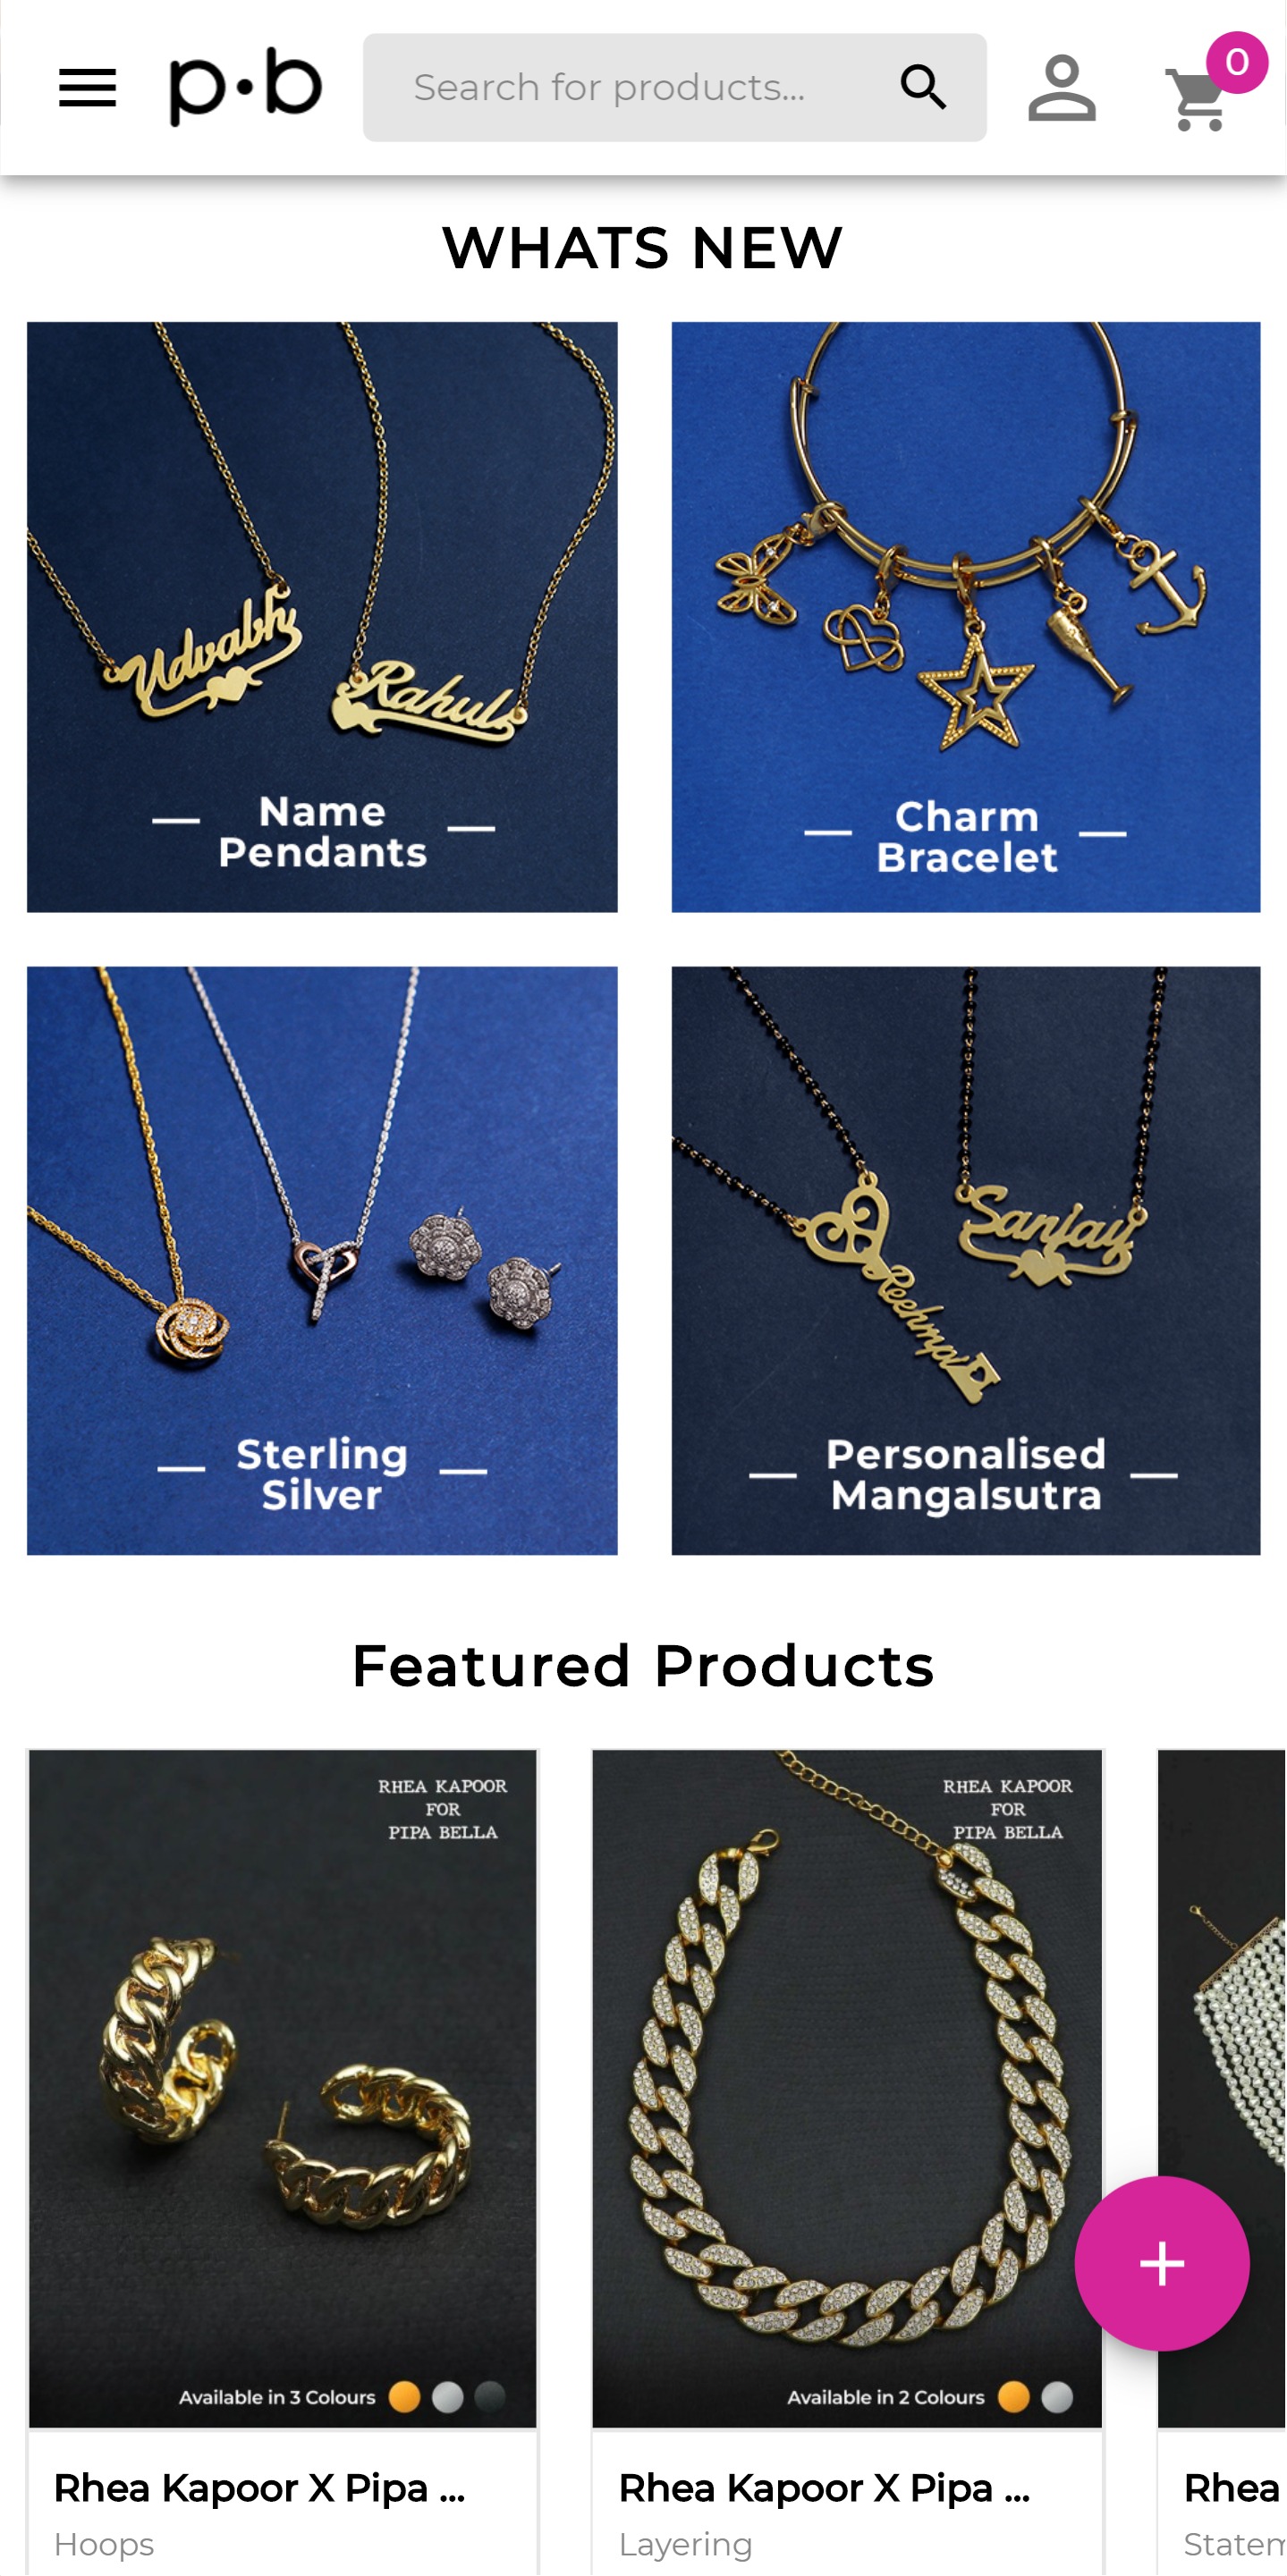 p•b
Search for products...
0
WHATS NEW
Udvabh
Rahul
Name
Pendants
Charm
Bracelet
Sterling
Silver
Sanjay
Reehma
Personalised
Mangalsutra
Featured Products
RHEA KAPOOR
FOR
PIPA BELLA
Available in 3 Colours
RHEA KAPOOR
FOR
PIPA BELLA
Available in 2 Colours
Rhea Kapoor X Pipa ...
Hoops
Rhea Kapoor X Pipa ...
Layering
Rhea
Statem